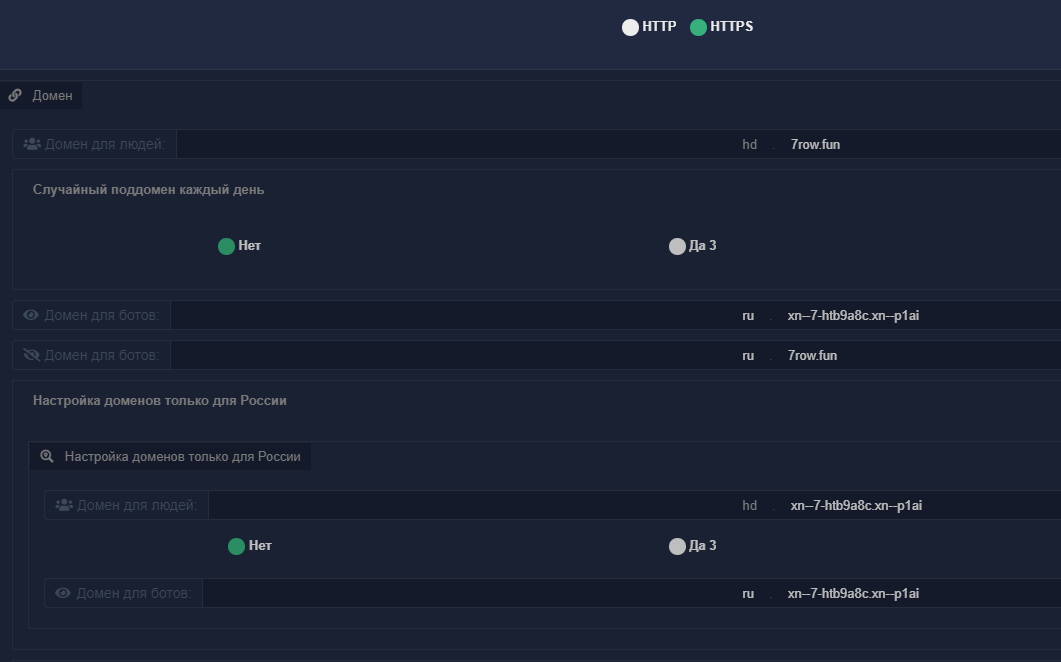 HTTP HTTPS
Домен
Домен для людей: hd . 7row.fun
Случайный поддомен каждый день
Нет Да 3
Домен для ботов: ru . xn--7-htb9a8c.xn--p1ai
Домен для ботов: ru . 7row.fun
Настройка доменов только для России
Настройка доменов только для России
Домен для людей: hd . xn--7-htb9a8c.xn--p1ai
Нет Да 3
Домен для ботов: ru . xn--7-htb9a8c.xn--p1ai